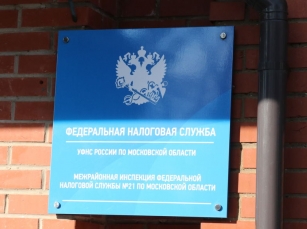 ФЕДЕРАЛЬНАЯ НАЛОГОВАЯ СЛУЖБА
УФНС РОССИИ ПО МОСКОВСКОЙ ОБЛАСТИ
МЕЖРАЙОННАЯ ИНСПЕКЦИЯ ФЕДЕРАЛЬНОЙ
НАЛОГОВОЙ СЛУЖБЫ №21 ПО МОСКОВСКОЙ ОБЛАСТИ